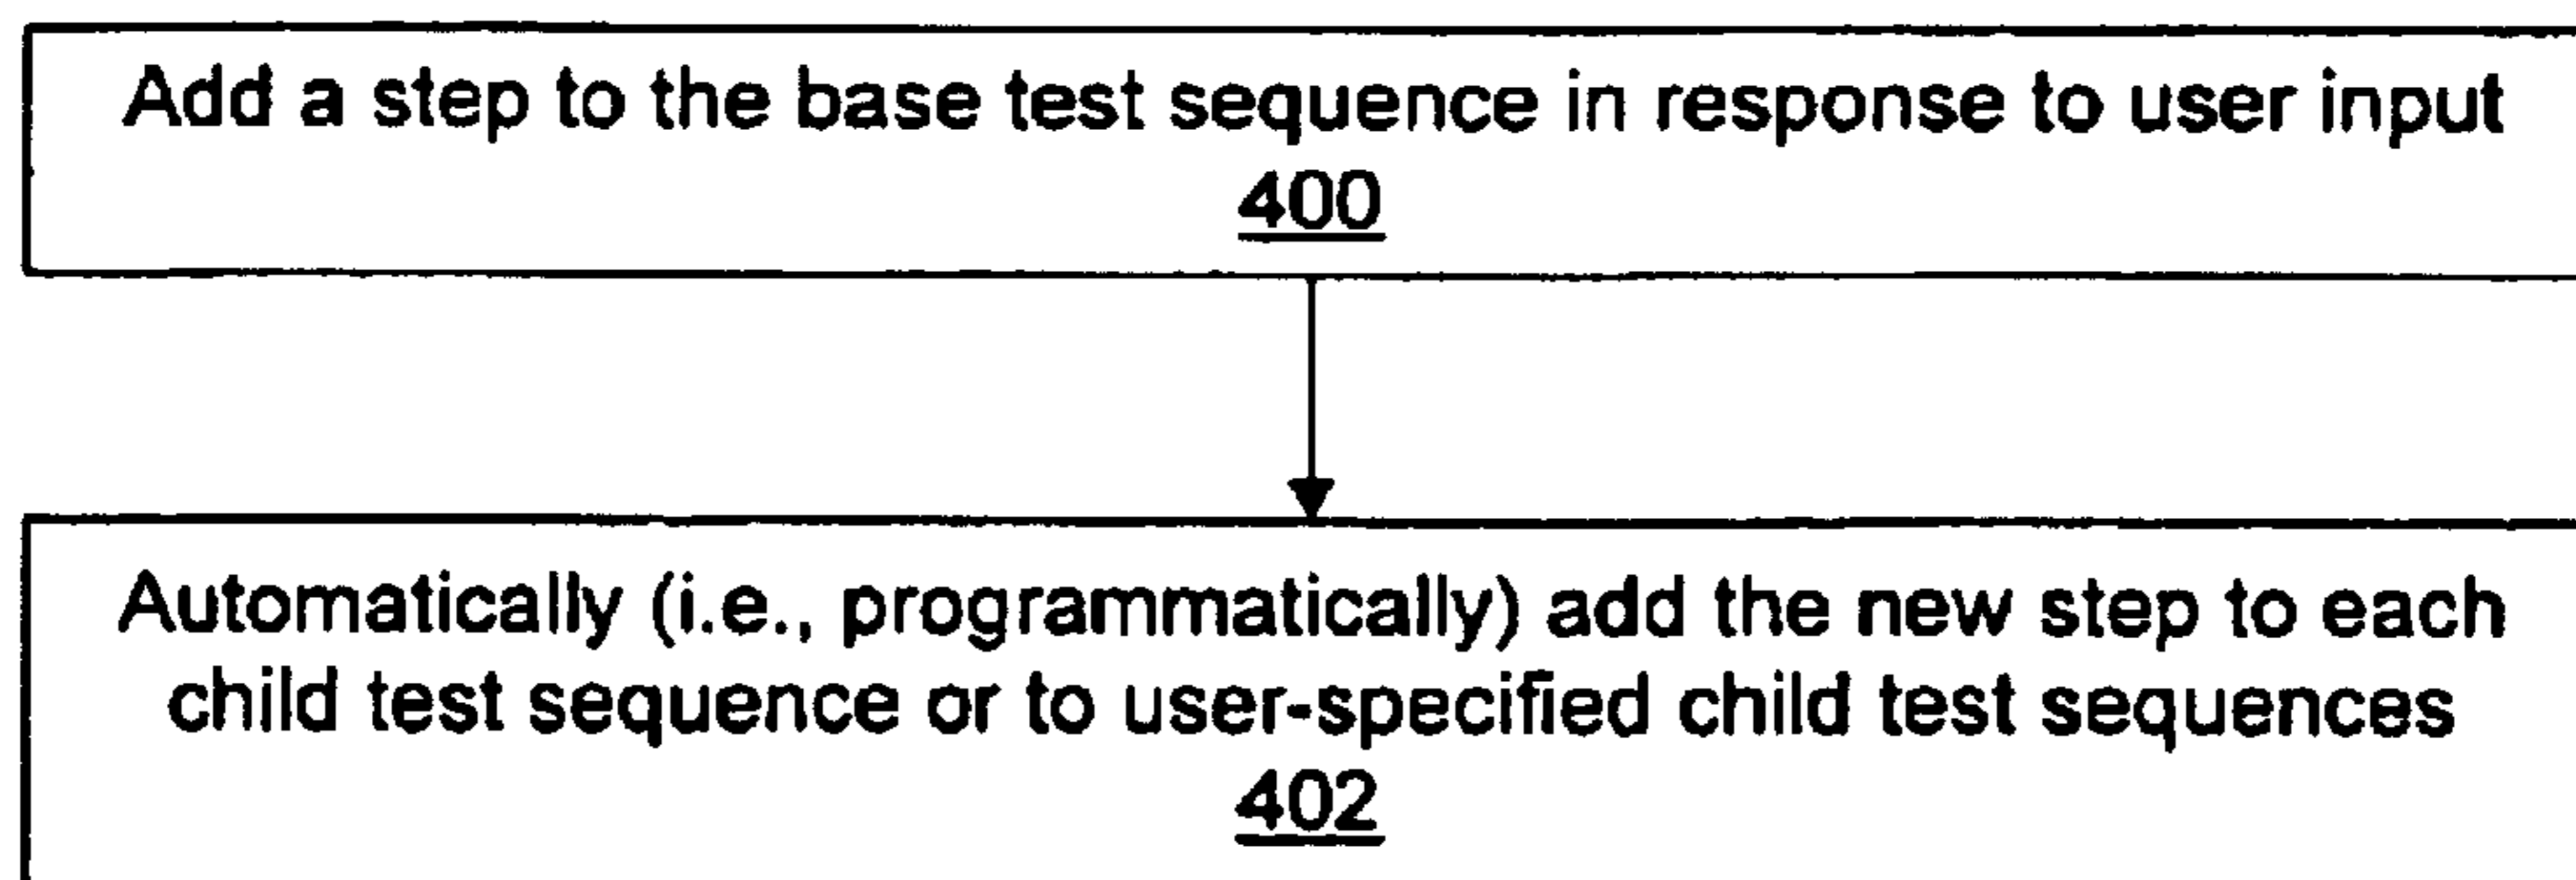 Add a step to the base test sequence in response to user input
400
Automatically (i.e., programmatically) add the new step to each
child test sequence or to user-specified child test sequences
402